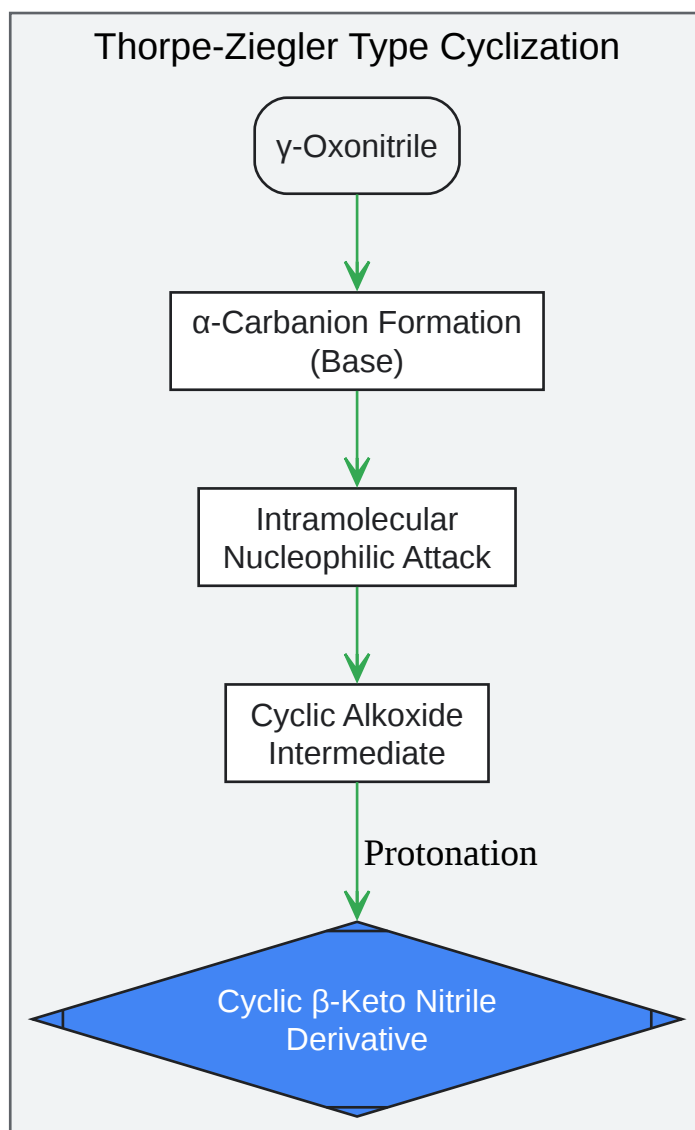 Thorpe-Ziegler Type Cyclization
γ-Oxonitrile
α-Carbanion Formation
(Base)
Intramolecular
Nucleophilic Attack
Cyclic Alkoxide
Intermediate
Protonation
Cyclic β-Keto Nitrile
Derivative